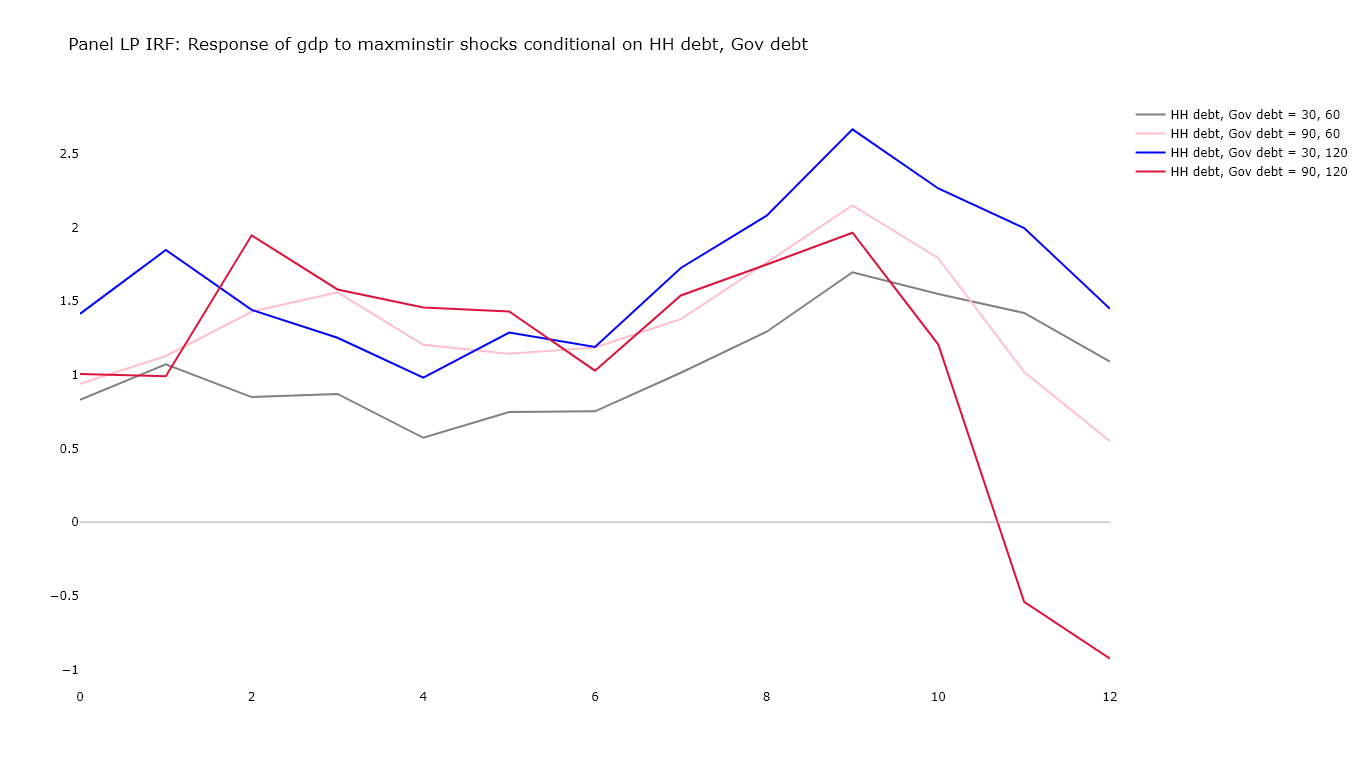 Panel LP IRF: Response of gdp to maxminstir shocks conditional on HH debt, Gov debt
HH debt, Gov debt = 30, 60
HH debt, Gov debt = 90, 60
HH debt, Gov debt = 30, 120
HH debt, Gov debt = 90, 120
2.5
2
1.5
1
0.5
0
−0.5
−1
0 2 4 6 8 10 12